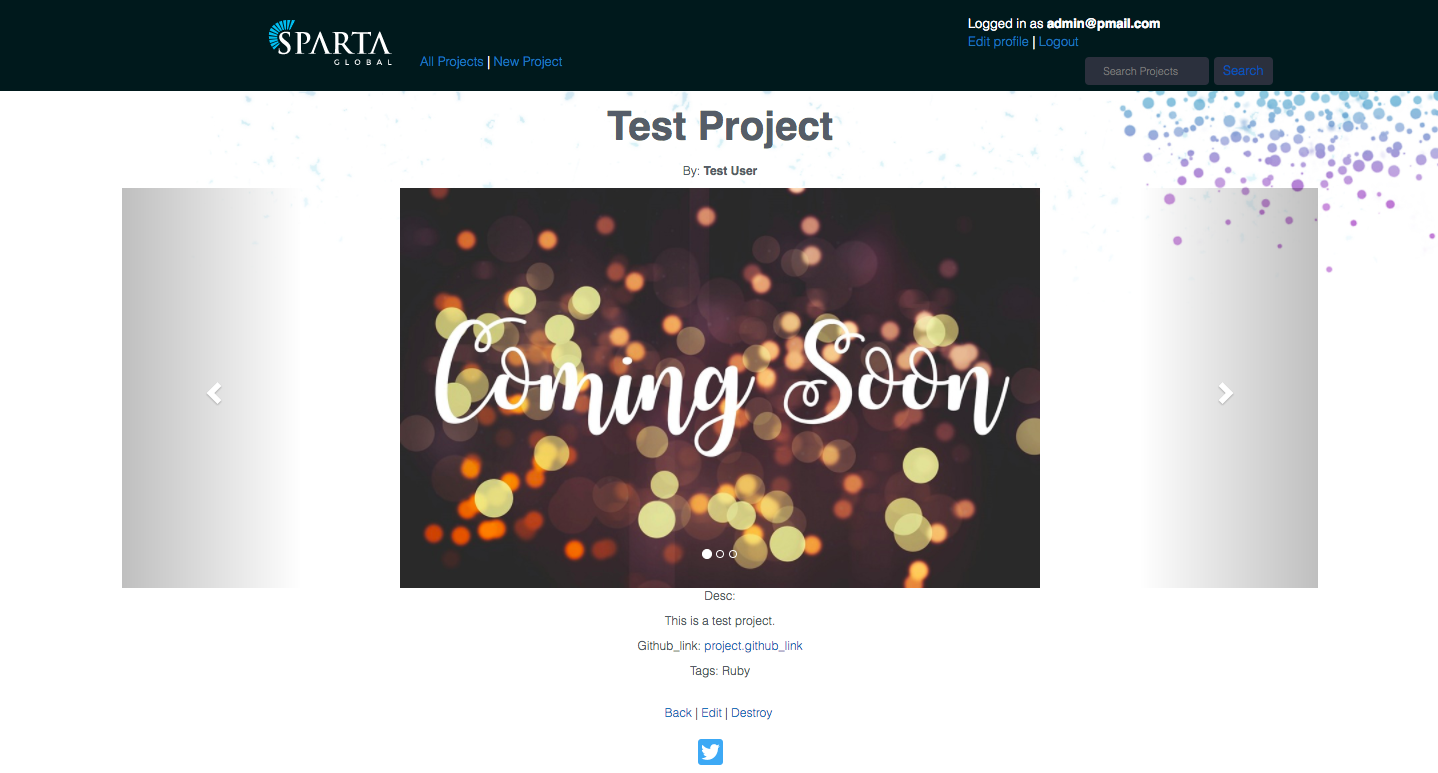 SPARTA
GLOBAL
All Projects | New Project
Logged in as admin@pmail.com
Edit profile | Logout
Search Projects
Search
Test Project
By: Test User
Coming Soon
Desc:
This is a test project.
Github_link: project.github_link
Tags: Ruby
Back | Edit | Destroy